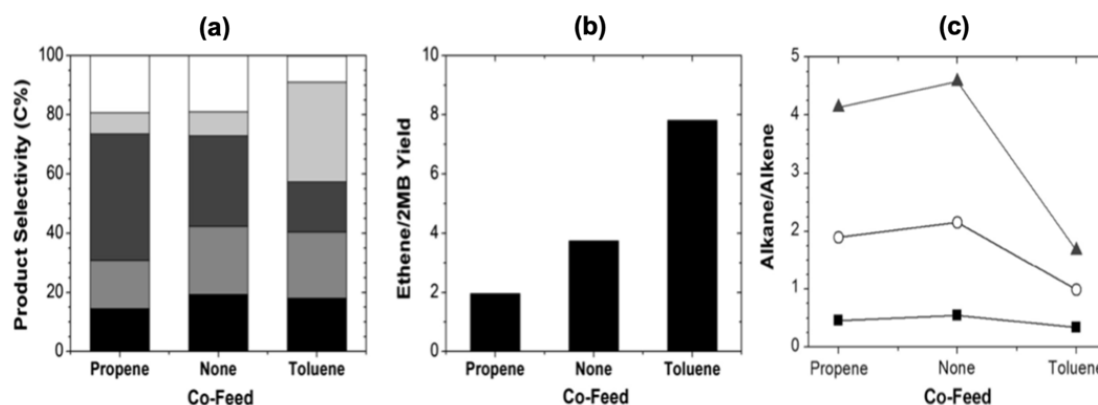 (a)
Product Selectivity (C%)
100
80
60
40
20
0
Propene None Toluene
Co-Feed
(b)
Ethene/2MB Yield
10
8
6
4
2
0
Propene None Toluene
Co-Feed
(c)
Alkane/Alkene
5
4
3
2
1
0
Propene None Toluene
Co-Feed